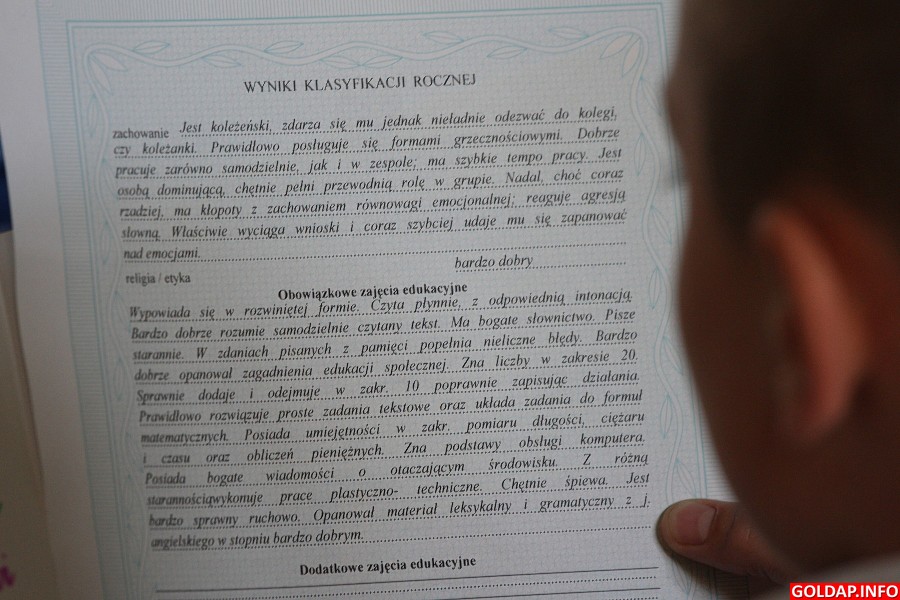 WYNIKI KLASYFIKACJI ROCZNEJ
zachowanie Jest koleżeński, zdarza się mu jednak nieładnie odezwać do kolegi,
czy koleżanki. Prawidłowo posługuje się formami grzecznościowymi. Dobrze
pracuje zarówno samodzielnie, jak i w zespole; ma szybkie tempo pracy. Jest
osobą dominującą, chętnie pełni przewodnią rolę w grupie. Nadal, choć coraz
rzadziej, ma kłopoty z zachowaniem równowagi emocjonalnej; reaguje agresją
słowną. Właściwie wyciąga wnioski i coraz szybciej udaje mu się zapanować
nad emocjami.
religia / etyka bardzo dobry
Obowiązkowe zajęcia edukacyjne
Wypowiada się w rozwiniętej formie. Czyta płynnie, z odpowiednią intonacją.
Bardzo dobrze rozumie samodzielnie czytany tekst. Ma bogate słownictwo. Pisze
starannie. W zdaniach pisanych z pamięci popełnia nieliczne błędy. Bardzo
dobrze opanował zagadnienia edukacji społecznej. Zna liczby w zakresie 20.
Sprawnie dodaje i odejmuje w zakr. 10 poprawnie zapisując działania.
Prawidłowo rozwiązuje proste zadania tekstowe oraz układa zadania do formuł
matematycznych. Posiada umiejętności w zakr. pomiaru długości, ciężaru
i czasu oraz obliczeń pieniężnych. Zna podstawy obsługi komputera.
Posiada bogate wiadomości o otaczającym środowisku. Z różną
starannościąwykonuje prace plastyczno- techniczne. Chętnie śpiewa. Jest
bardzo sprawny ruchowo. Opanował materiał leksykalny i gramatyczny z j.
angielskiego w stopniu bardzo dobrym.
Dodatkowe zajęcia edukacyjne
GOLDAP.INFO